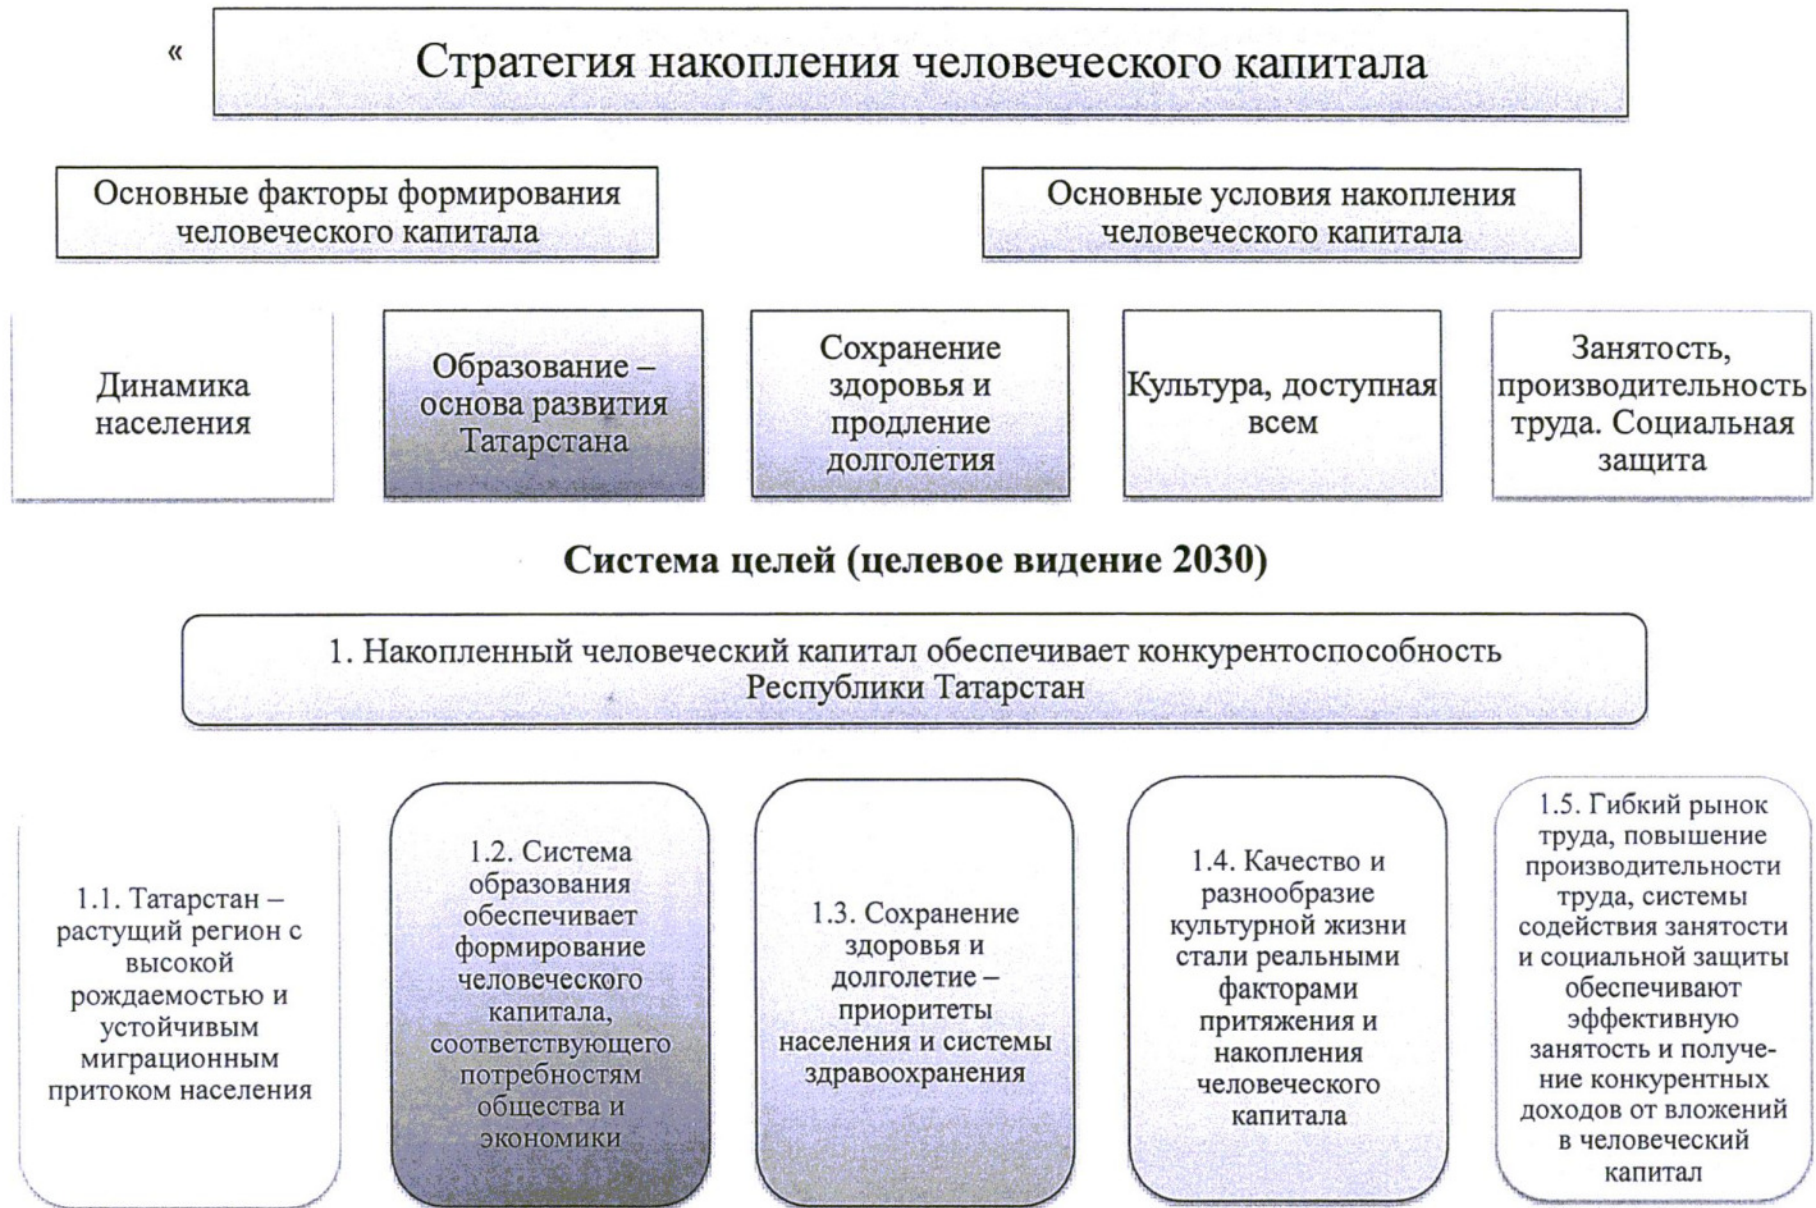 «
Стратегия накопления человеческого капитала
Основные факторы формирования
человеческого капитала
Основные условия накопления
человеческого капитала
Динамика
населения
Образование –
основа развития
Татарстана
Сохранение
здоровья и
продление
долголетия
Культура, доступная
всем
Занятость,
производительность
труда. Социальная
защита
Система целей (целевое видение 2030)
1. Накопленный человеческий капитал обеспечивает конкурентоспособность
Республики Татарстан
1.1. Татарстан –
растущий регион с
высокой
рождаемостью и
устойчивым
миграционным
притоком населения
1.2. Система
образования
обеспечивает
формирование
человеческого
капитала,
соответствующего
потребностям
общества и
экономики
1.3. Сохранение
здоровья и
долголетие –
приоритеты
населения и системы
здравоохранения
1.4. Качество и
разнообразие
культурной жизни
стали реальными
факторами
притяжения и
накопления
человеческого
капитала
1.5. Гибкий рынок
труда, повышение
производительности
труда, системы
содействия занятости
и социальной защиты
обеспечивают
эффективную
занятость и получе-
ние конкурентных
доходов от вложений
в человеческий
капитал